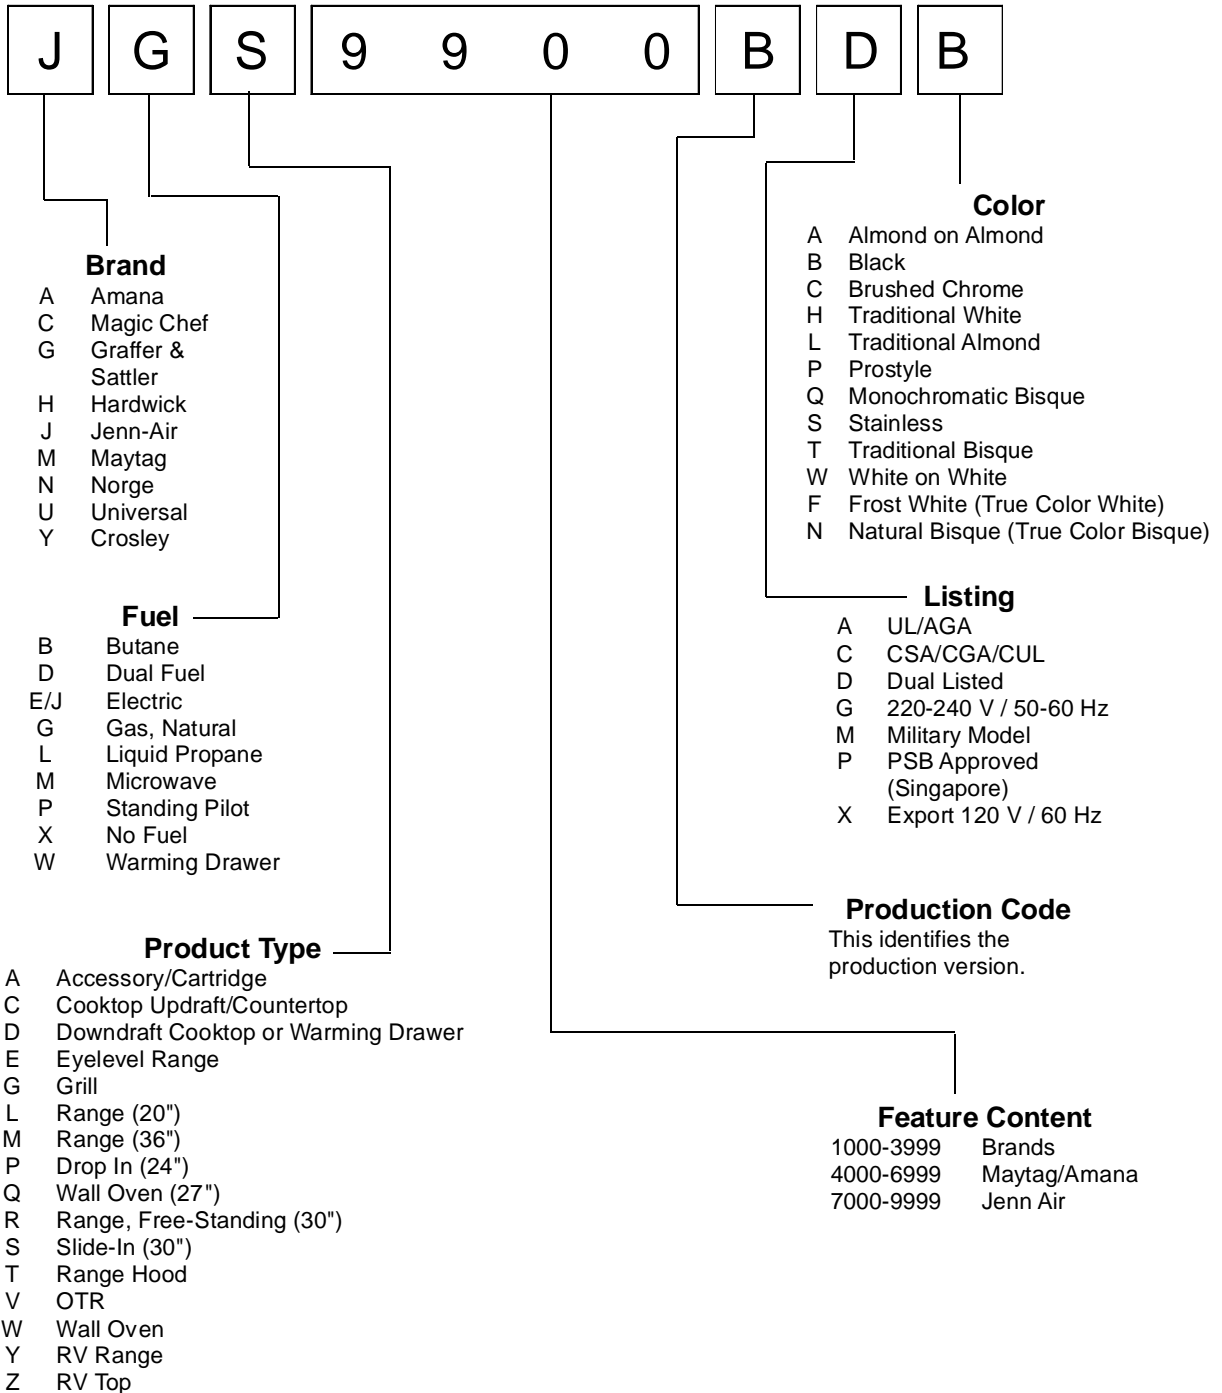 J G S 9 9 0 0 B D B
Brand
A Amana
C Magic Chef
G Graffer &
Sattler
H Hardwick
J Jenn-Air
M Maytag
N Norge
U Universal
Y Crosley
Fuel
B Butane
D Dual Fuel
E/J Electric
G Gas, Natural
L Liquid Propane
M Microwave
P Standing Pilot
X No Fuel
W Warming Drawer
Product Type
A Accessory/Cartridge
C Cooktop Updraft/Countertop
D Downdraft Cooktop or Warming Drawer
E Eyelevel Range
G Grill
L Range (20")
M Range (36")
P Drop In (24")
Q Wall Oven (27")
R Range, Free-Standing (30")
S Slide-In (30")
T Range Hood
V OTR
W Wall Oven
Y RV Range
Z RV Top
Color
A Almond on Almond
B Black
C Brushed Chrome
H Traditional White
L Traditional Almond
P Prostyle
Q Monochromatic Bisque
S Stainless
T Traditional Bisque
W White on White
F Frost White (True Color White)
N Natural Bisque (True Color Bisque)
Listing
A UL/AGA
C CSA/CGA/CUL
D Dual Listed
G 220-240 V / 50-60 Hz
M Military Model
P PSB Approved
(Singapore)
X Export 120 V / 60 Hz
Production Code
This identifies the
production version.
Feature Content
1000-3999 Brands
4000-6999 Maytag/Amana
7000-9999 Jenn Air